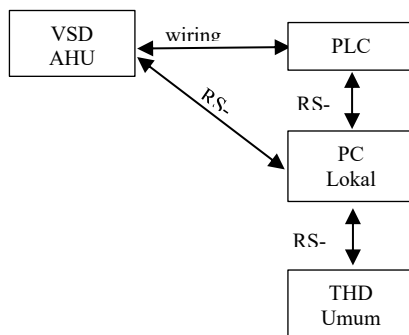 VSD
AHU
wiring
PLC
RS-
RS-
PC
Lokal
RS-
THD
Umum